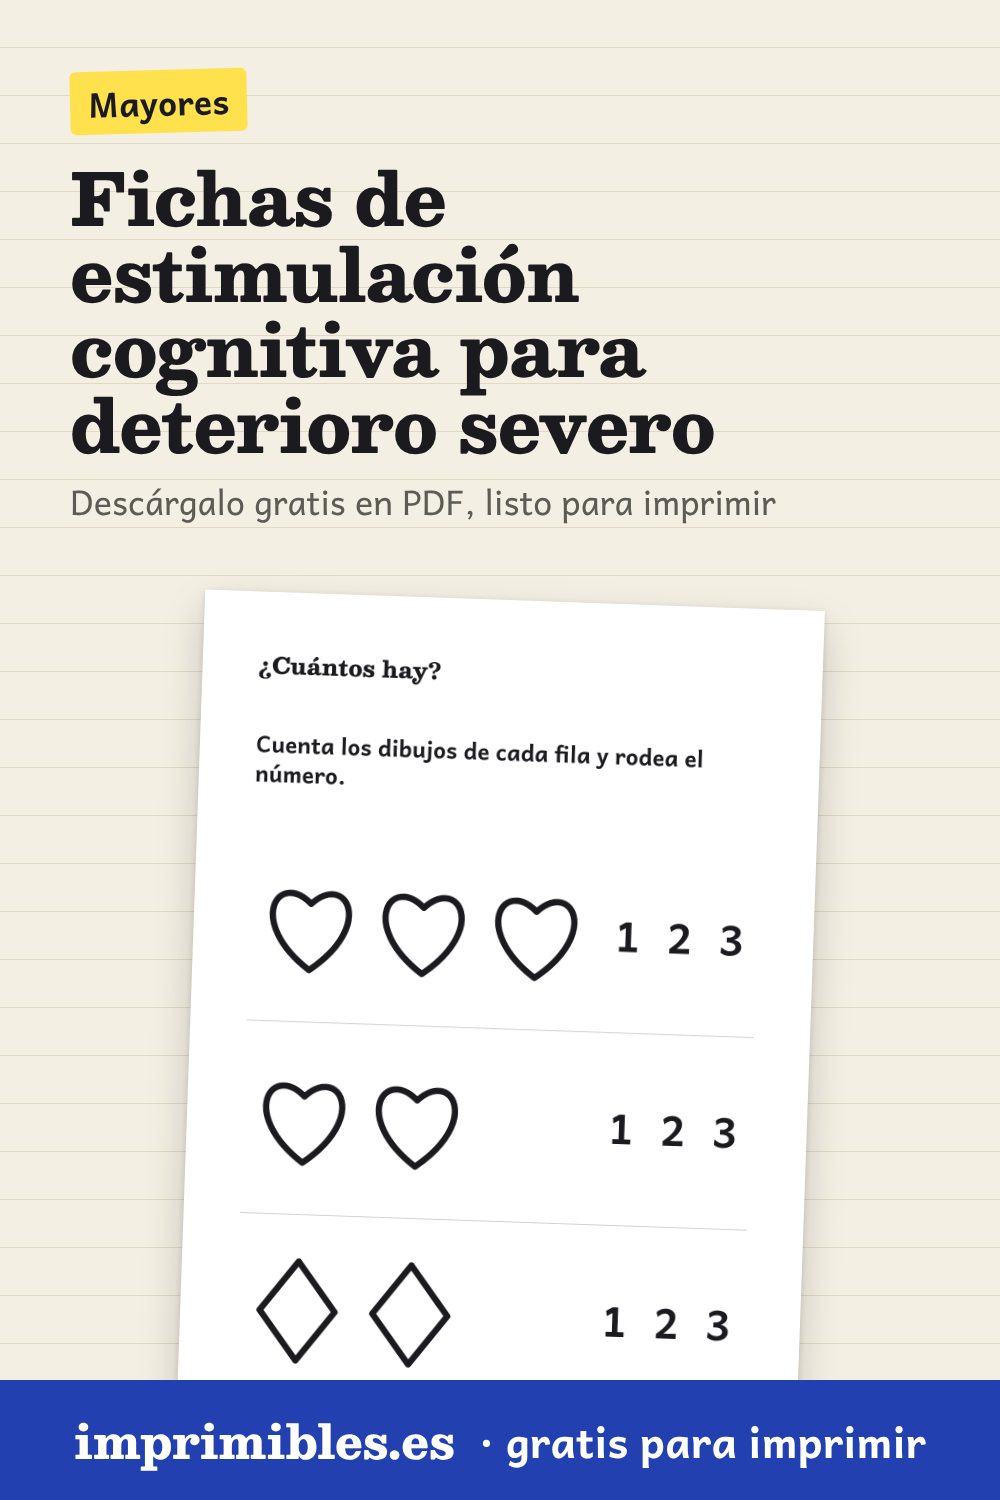 Mayores
Fichas de
estimulación
cognitiva para
deterioro severo
Descárgalo gratis en PDF, listo para imprimir
¿Cuántos hay?
Cuenta los dibujos de cada fila y rodea el
número.
1 2 3
1 2 3
1 2 3
imprimibles.es · gratis para imprimir